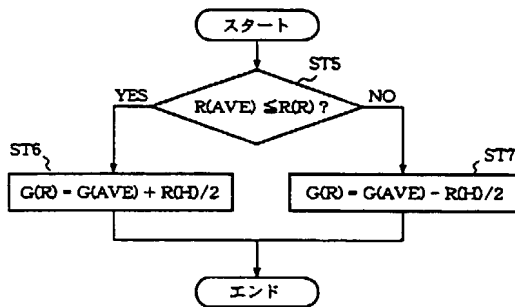 スタート
ST5
R(AVE) ≦R(R) ?
YES
NO
ST6
ST7
G(R) = G(AVE) + R(H)/2
G(R) = G(AVE) − R(H)/2
エンド